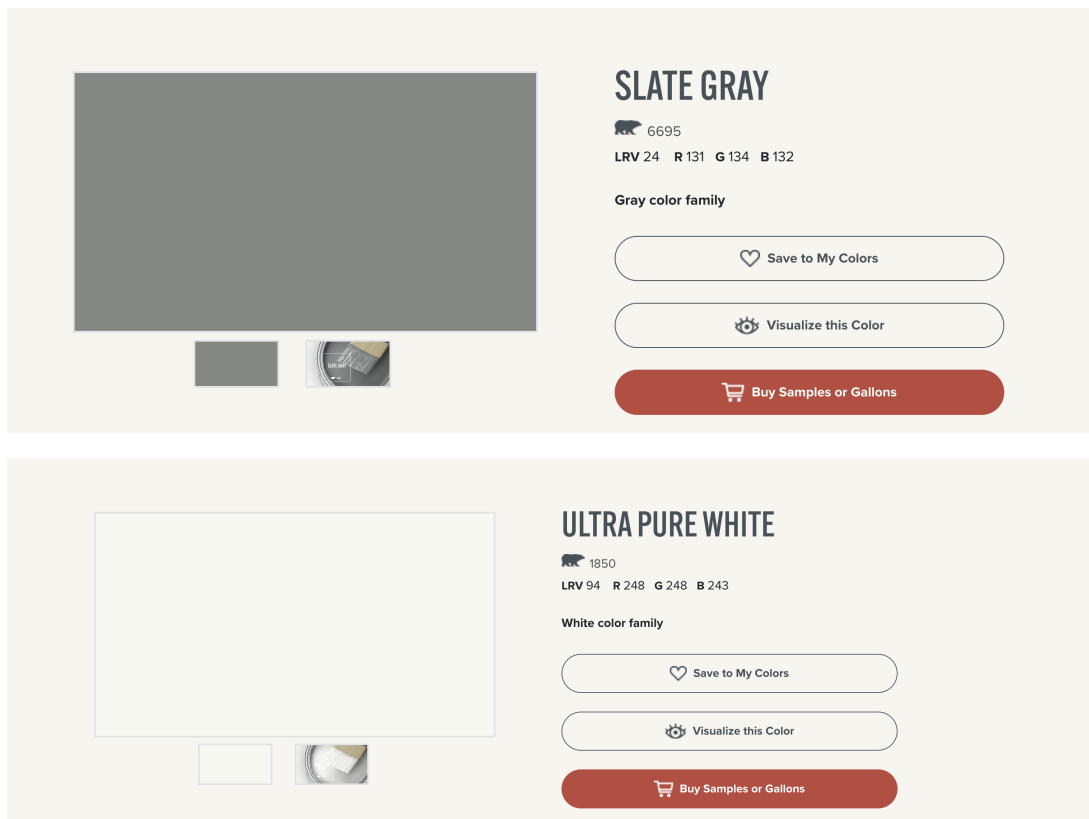 SLATE GRAY
6695
LRV 24 R 131 G 134 B 132
Gray color family
Save to My Colors
Visualize this Color
SLATE GRAY
Buy Samples or Gallons
ULTRA PURE WHITE
1850
LRV 94 R 248 G 248 B 243
White color family
Save to My Colors
Visualize this Color
Buy Samples or Gallons